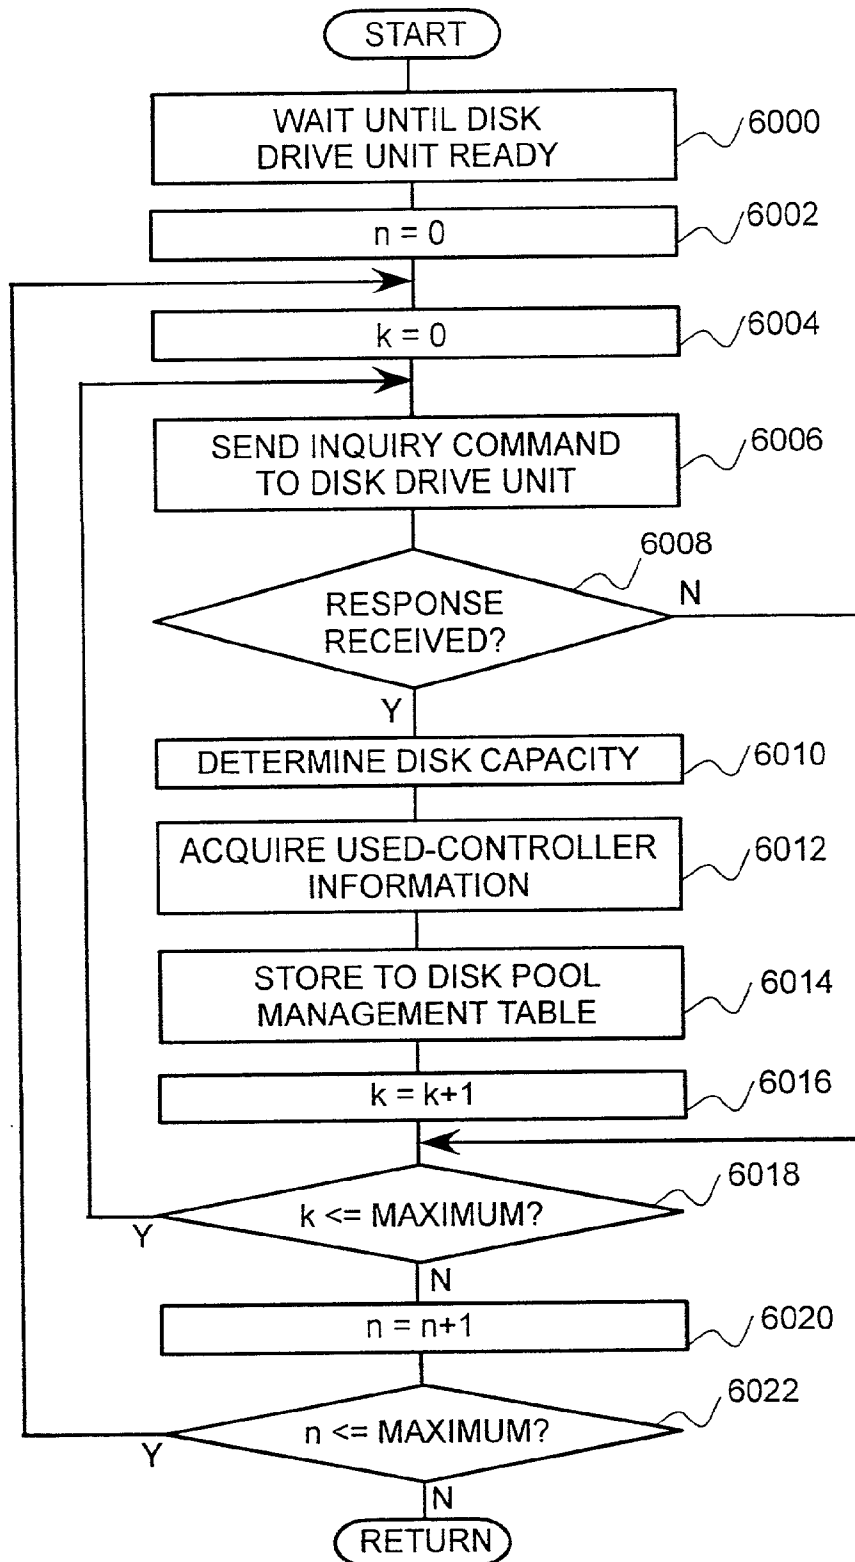 START
WAIT UNTIL DISK
DRIVE UNIT READY
6000
n = 0
6002
k = 0
6004
SEND INQUIRY COMMAND
TO DISK DRIVE UNIT
6006
6008
RESPONSE
RECEIVED?
N
Y
DETERMINE DISK CAPACITY
6010
ACQUIRE USED-CONTROLLER
INFORMATION
6012
STORE TO DISK POOL
MANAGEMENT TABLE
6014
k = k+1
6016
6018
k <= MAXIMUM?
Y
N
n = n+1
6020
6022
n <= MAXIMUM?
Y
N
RETURN